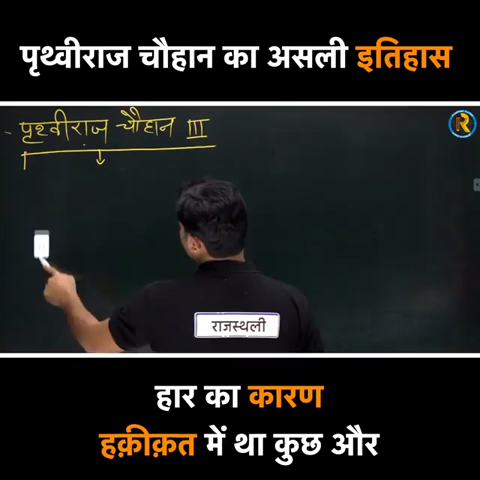 पृथ्वीराज चौहान का असली इतिहास
पृथ्वीराज चौहान III
राजस्थली
हार का कारण
हक़ीक़त में था कुछ और